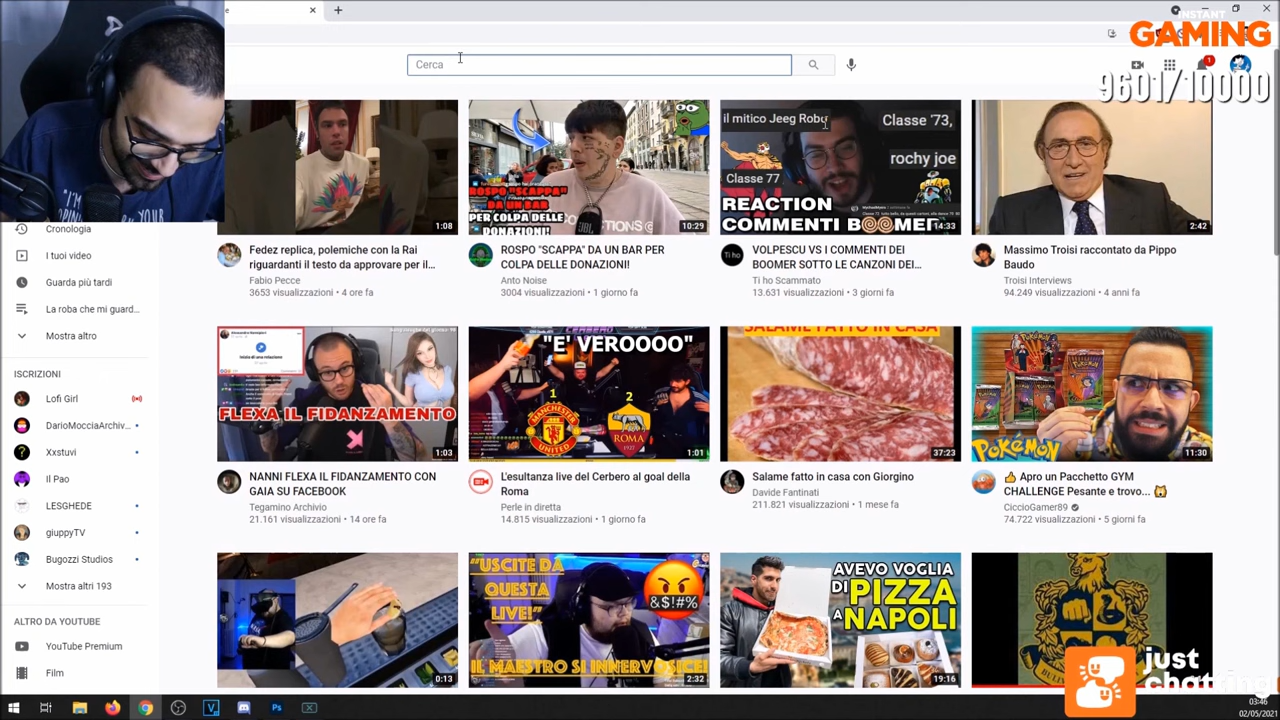 INSTANT
GAMING
9601/10000
Cerca
1
il mitico Jeeg Robo
Classe '73,
rochy joe
Classe 77
REACTION
COMMENTI BOOMER
ROSPO "SCAPPA"
DA UN BAR
PER COLPA DELLE
DONAZIONI!
1:08
10:29
14:33
2:42
Cronologia
I tuoi video
Guarda più tardi
La roba che mi guard...
Mostra altro
Fedez replica, polemiche con la Rai
riguardanti il testo da approvare per il...
Fabio Pecce
3653 visualizzazioni • 4 ore fa
ROSPO "SCAPPA" DA UN BAR PER
COLPA DELLE DONAZIONI!
Anto Noise
3004 visualizzazioni • 1 giorno fa
Ti ho
VOLPESCU VS I COMMENTI DEI
BOOMER SOTTO LE CANZONI DEI...
Ti ho Scammato
13.631 visualizzazioni • 3 giorni fa
Massimo Troisi raccontato da Pippo
Baudo
Troisi Interviews
94.249 visualizzazioni • 4 anni fa
ISCRIZIONI
Lofi Girl
DarioMocciaArchiv...
Xxstuvi
Il Pao
LESGHEDE
giuppyTV
Bugozzi Studios
Mostra altri 193
FLEXA IL FIDANZAMENTO
1:03
CERBERO
"E' VEROOOO"
1
2
MANCHESTER
UNITED
ROMA
1927
1:01
SALAME FATTO IN CASA
37:23
POKéMON
11:30
NANNI FLEXA IL FIDANZAMENTO CON
GAIA SU FACEBOOK
Tegamino Archivio
21.161 visualizzazioni • 14 ore fa
L'esultanza live del Cerbero al goal della
Roma
Perle in diretta
14.815 visualizzazioni • 1 giorno fa
Salame fatto in casa con Giorgino
Davide Fantinati
211.821 visualizzazioni • 1 mese fa
👍 Apro un Pacchetto GYM
CHALLENGE Pesante e trovo... 🙀
CiccioGamer89
74.722 visualizzazioni • 5 giorni fa
ALTRO DA YOUTUBE
YouTube Premium
Film
0:13
"USCITE DA
QUESTA
LIVE!"
&$!#%
IL MAESTRO SI INNERVOSICE!
2:32
AVEVO VOGLIA
DI PIZZA
A NAPOLI
19:16
just
chatting
03:46
02/05/2021